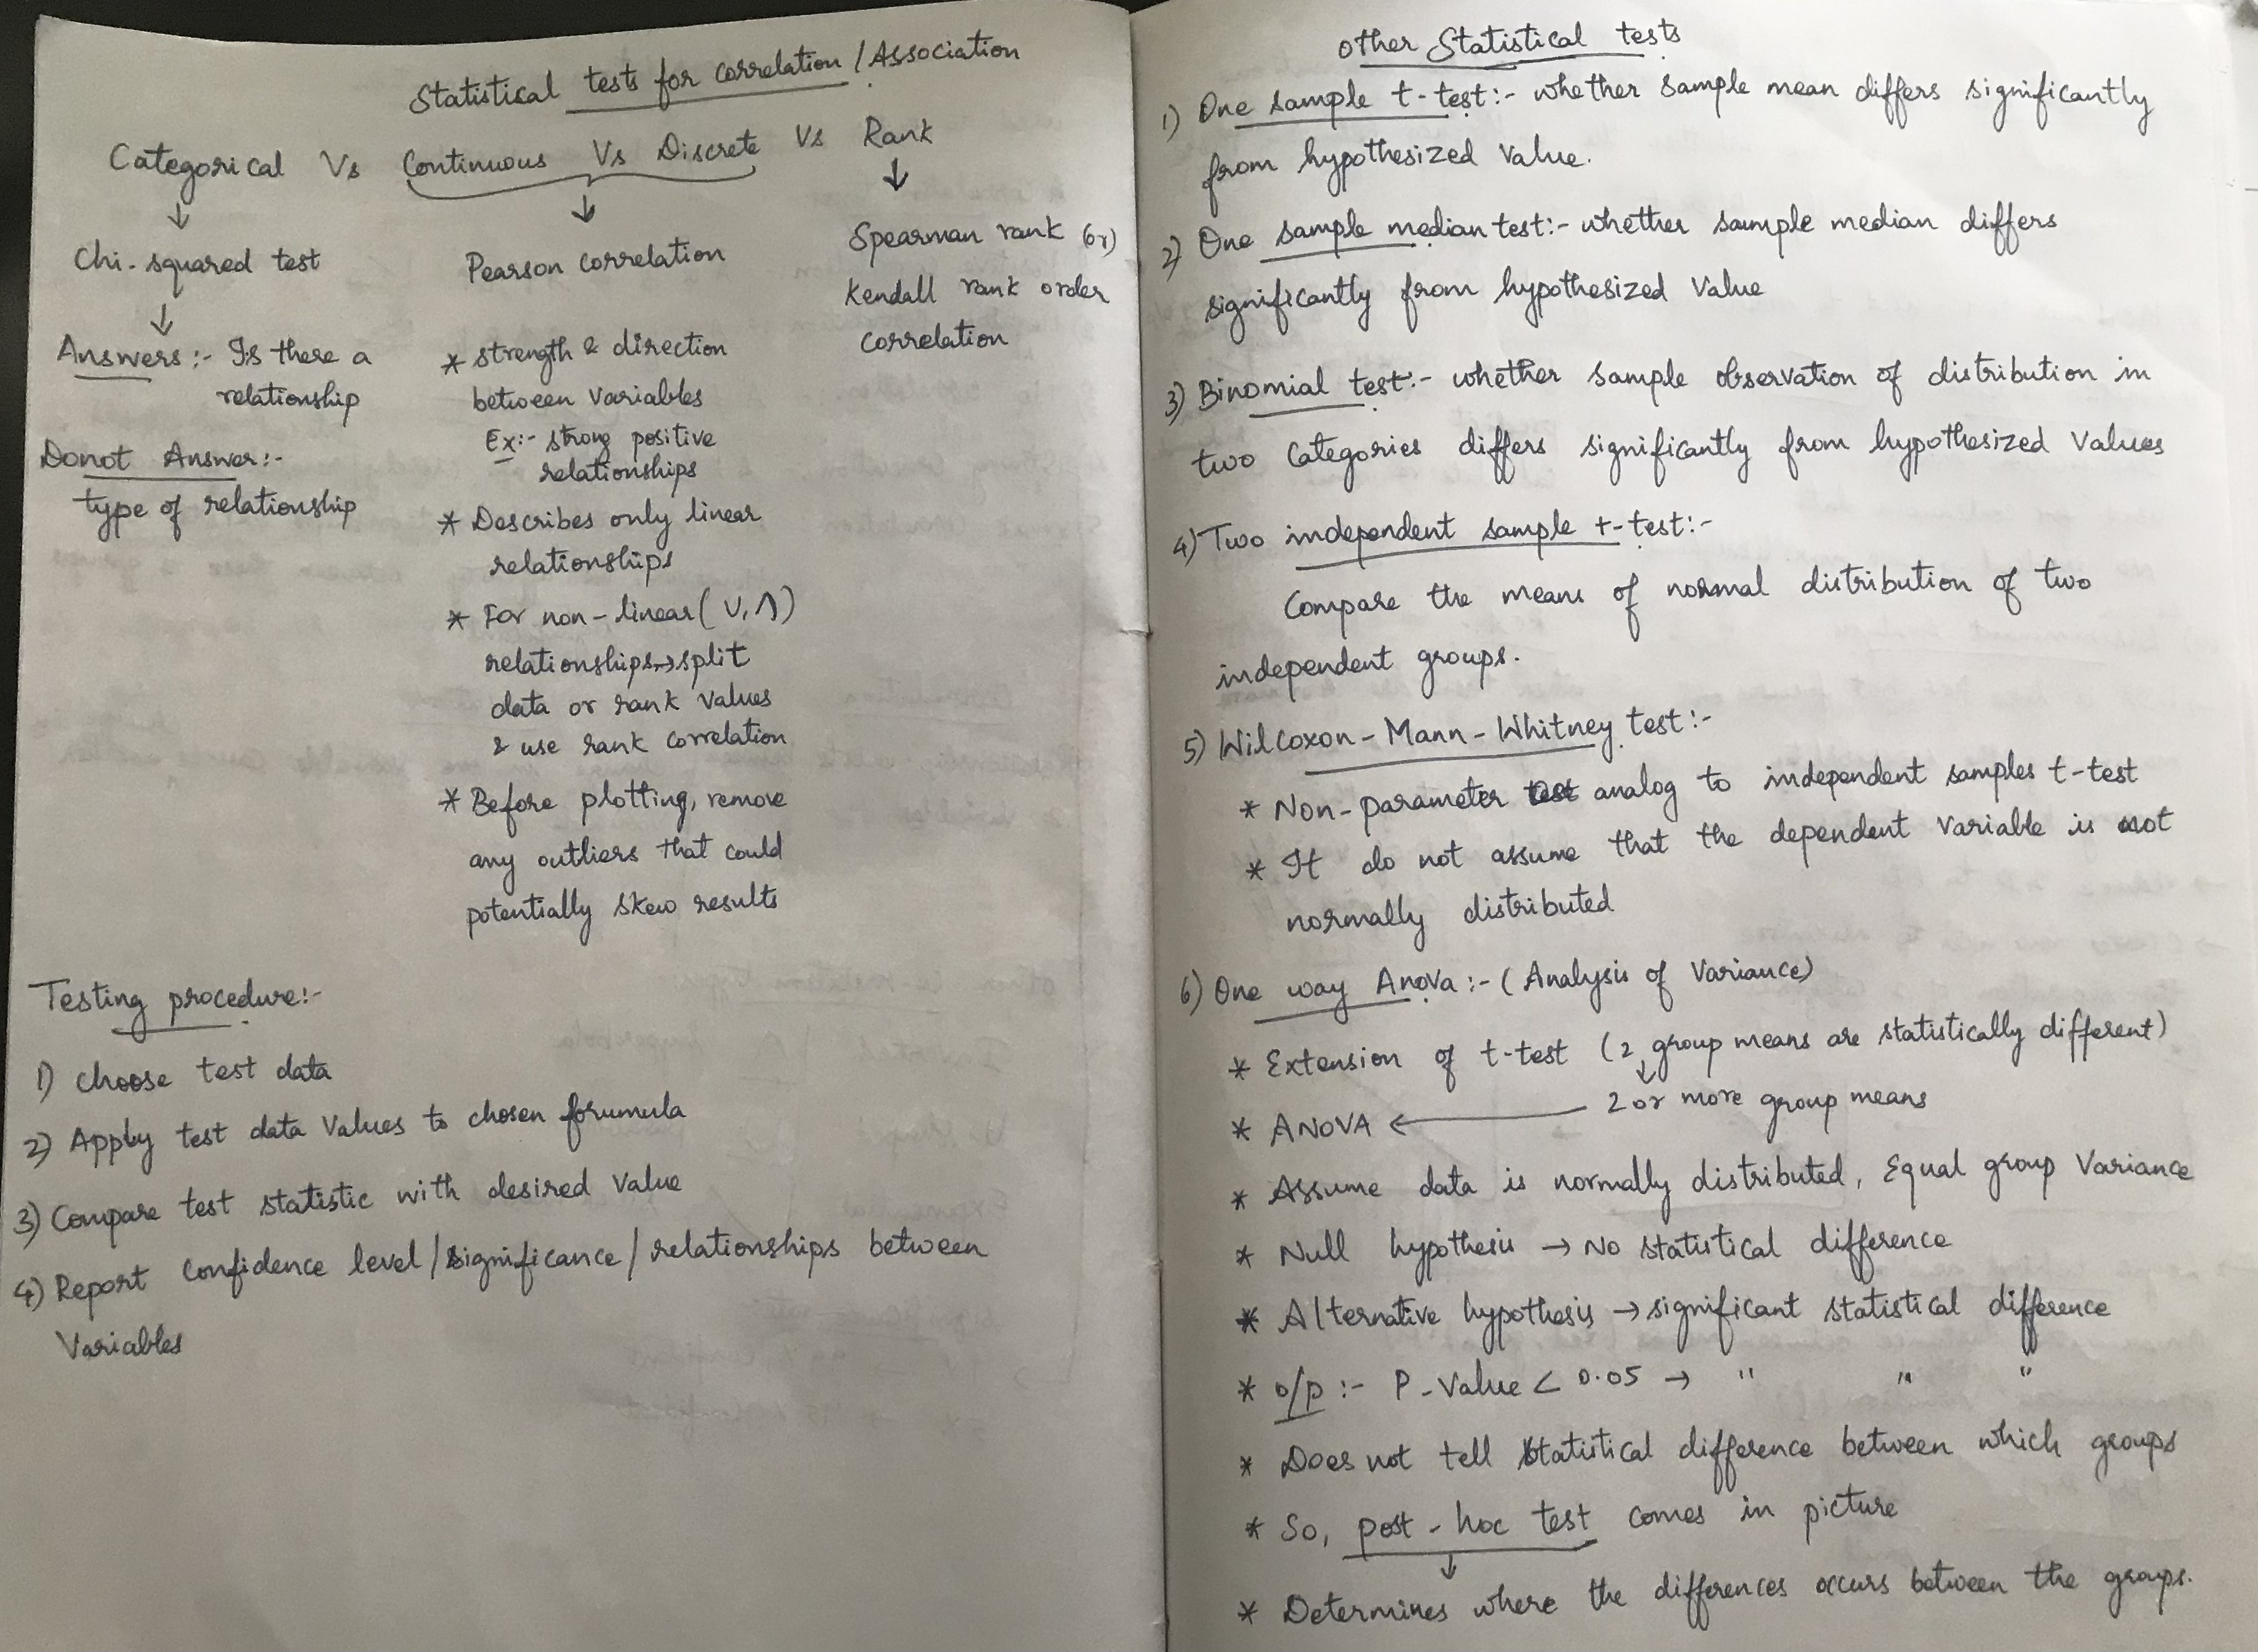 Statistical tests for correlation / Association
Categorical Vs Continuous Vs Discrete Vs Rank
Chi-squared test
Answers:- Is there a
relationship
Donot Answer:-
type of relationship
Pearson correlation
* strength & direction
between variables
Ex:- strong positive
relationships
* Describes only linear
relationships
* For non-linear (∪, ∩)
relationships → split
data or rank values
& use rank correlation
* Before plotting, remove
any outliers that could
potentially skew results
Spearman rank (or)
Kendall rank order
correlation
Testing procedure:-
1) choose test data
2) Apply test data values to chosen forumula
3) Compare test statistic with desired value
4) Report confidence level/significance/relationships between
Variables
Other Statistical tests
1) One sample t-test:- whether sample mean differs significantly
from hypothesized value.
2) One sample median test:- whether sample median differs
significantly from hypothesized value
3) Binomial test:- whether sample observation of distribution in
two categories differs significantly from hypothesized values
4) Two independent sample t-test:-
Compare the means of normal distribution of two
independent groups.
5) Wilcoxon-Mann-Whitney test:-
* Non-parameter analog to independent samples t-test
* It do not assume that the dependent variable is not
normally distributed
6) One way Anova:- (Analysis of Variance)
* Extension of t-test (2 group means are statistically different)
2 or more group means
* ANOVA ←
* Assume data is normally distributed, Equal group Variance
* Null hypothesis → No statistical difference
* Alternative hypothesis → significant statistical difference
* o/p :- P-Value < 0.05 → " " "
* Does not tell statistical difference between which groups
* So, post-hoc test comes in picture
* Determines where the differences occurs between the groups.